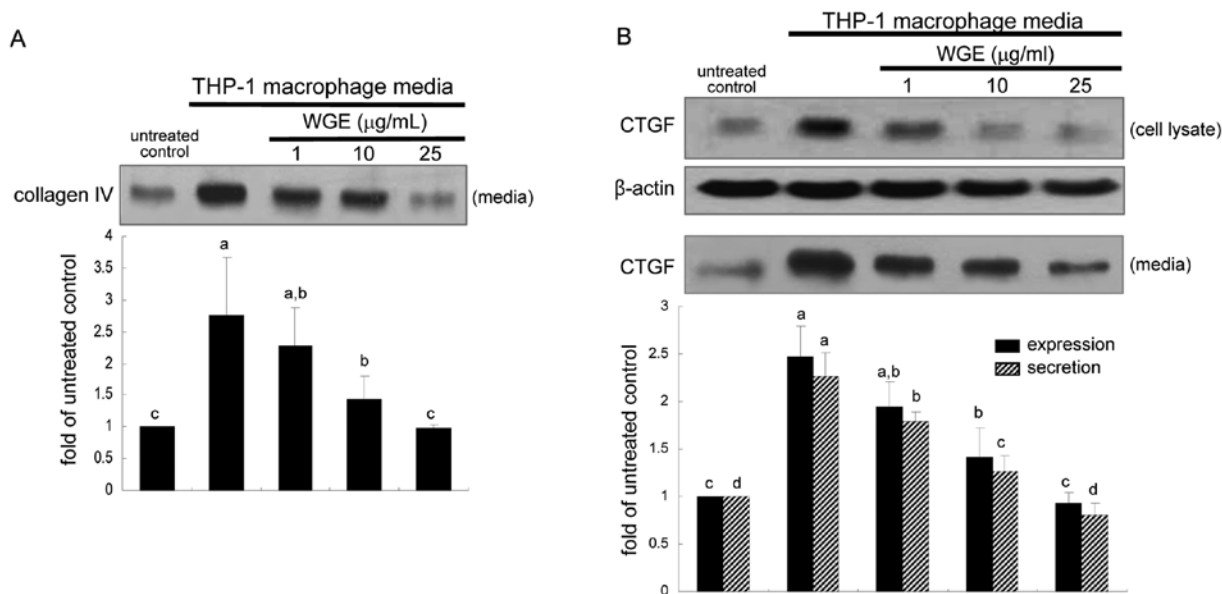 A
THP-1 macrophage media
untreated
control
WGE (μg/mL)
1 10 25
collagen IV
(media)
fold of untreated control
4
3.5
3
2.5
2
1.5
1
0.5
0
c
a
a,b
b
c
B
THP-1 macrophage media
untreated
control
WGE (μg/ml)
1 10 25
CTGF
(cell lysate)
β-actin
CTGF
(media)
fold of untreated control
3
2.5
2
1.5
1
0.5
0
expression
secretion
c d
a a
a,b b
b c
c d